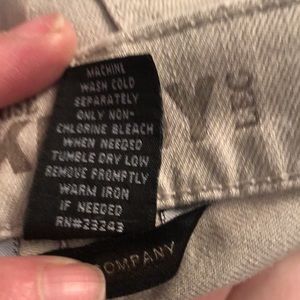 MACHINE
WASH COLD
SEPARATELY
ONLY NON-
CHLORINE BLEACH
WHEN NEEDED
TUMBLE DRY LOW
REMOVE PROMPTLY
WARM IRON
IF NEEDED
RN#23243
COMPANY